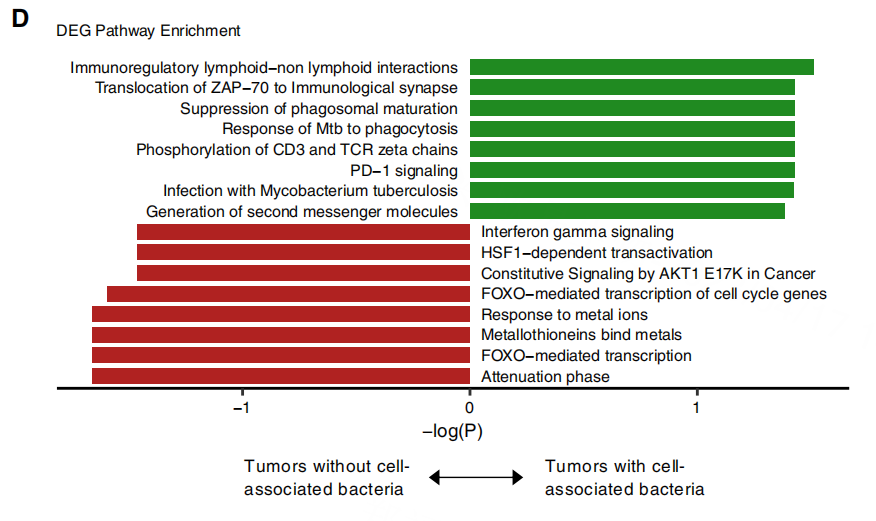 D
DEG Pathway Enrichment
Immunoregulatory lymphoid−non lymphoid interactions
Translocation of ZAP−70 to Immunological synapse
Suppression of phagosomal maturation
Response of Mtb to phagocytosis
Phosphorylation of CD3 and TCR zeta chains
PD−1 signaling
Infection with Mycobacterium tuberculosis
Generation of second messenger molecules
Interferon gamma signaling
HSF1−dependent transactivation
Constitutive Signaling by AKT1 E17K in Cancer
FOXO−mediated transcription of cell cycle genes
Response to metal ions
Metallothioneins bind metals
FOXO−mediated transcription
Attenuation phase
−1
0
1
−log(P)
Tumors without cell-
associated bacteria
Tumors with cell-
associated bacteria